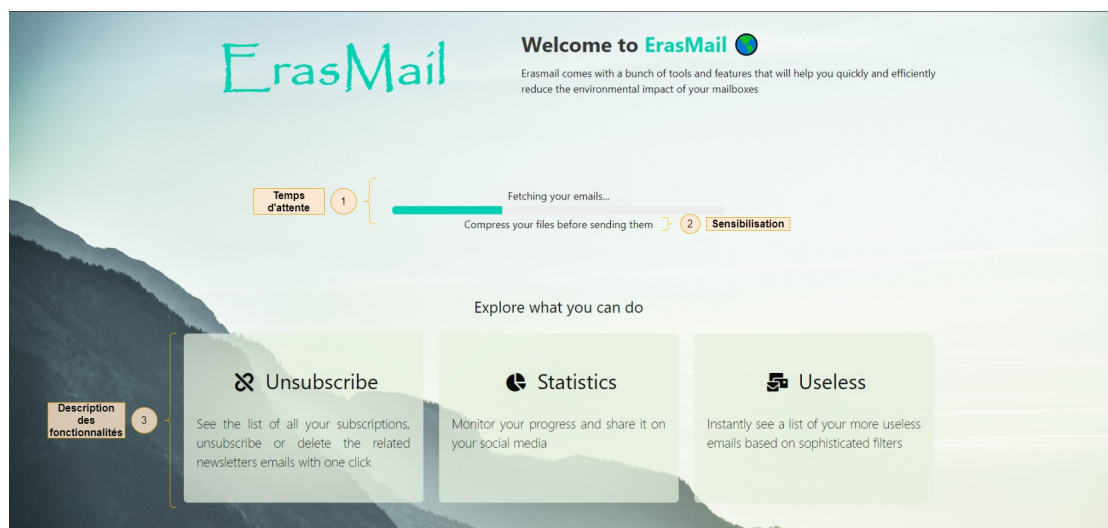 ErasMail
Welcome to ErasMail
Erasmail comes with a bunch of tools and features that will help you quickly and efficiently
reduce the environmental impact of your mailboxes
Temps
d'attente
1
Fetching your emails...
Compress your files before sending them
2
Sensibilisation
Explore what you can do
Description
des
fonctionnalités
3
Unsubscribe
See the list of all your subscriptions,
unsubscribe or delete the related
newsletters emails with one click
Statistics
Monitor your progress and share it on
your social media
Useless
Instantly see a list of your more useless
emails based on sophisticated filters